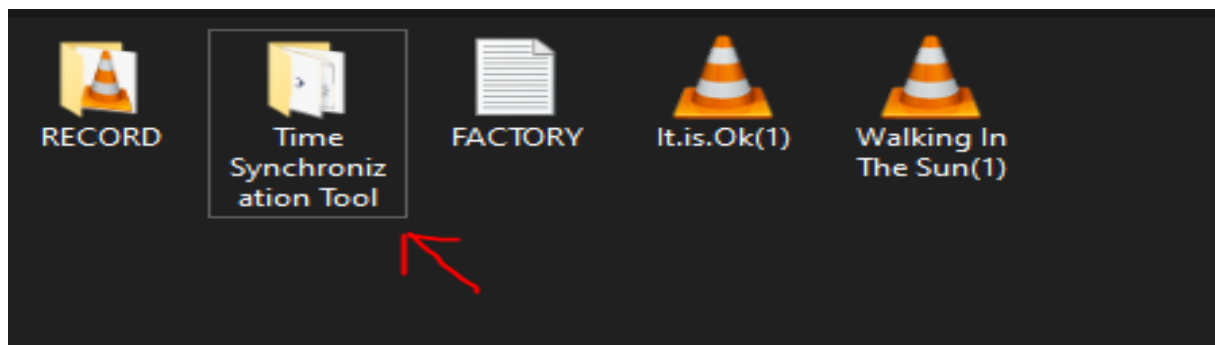 RECORD
Time
Synchroniz
ation Tool
FACTORY
It.is.Ok(1)
Walking In
The Sun(1)